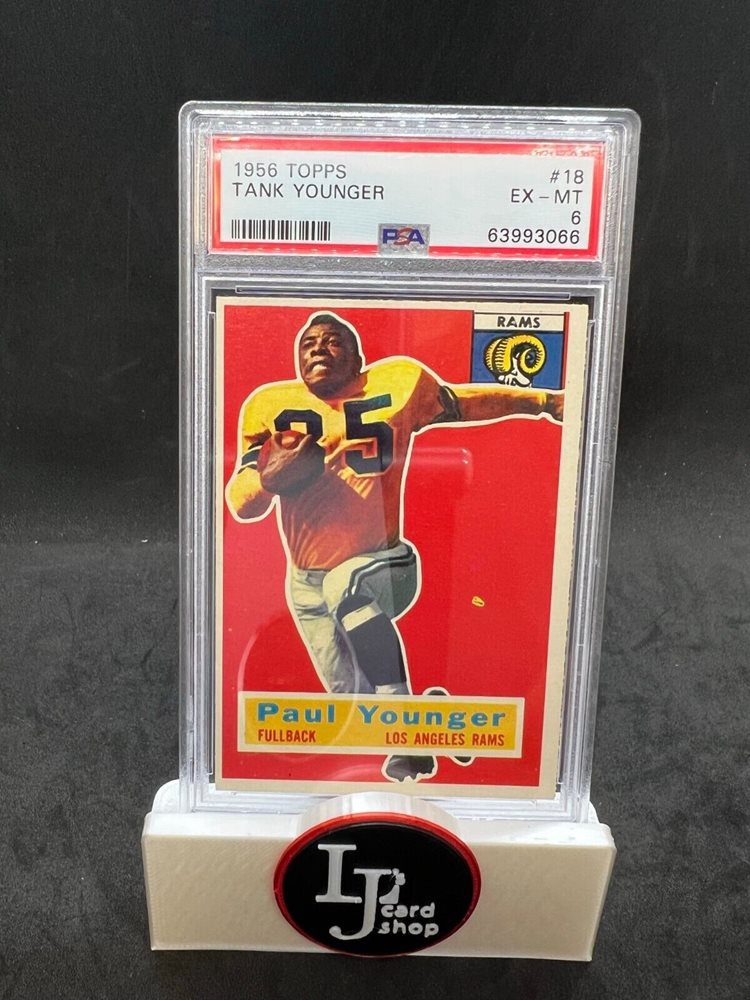 1956 TOPPS #18
TANK YOUNGER EX-MT
6
PSA 63993066
RAMS
35
Paul Younger
FULLBACK LOS ANGELES RAMS
LJ's
card
shop